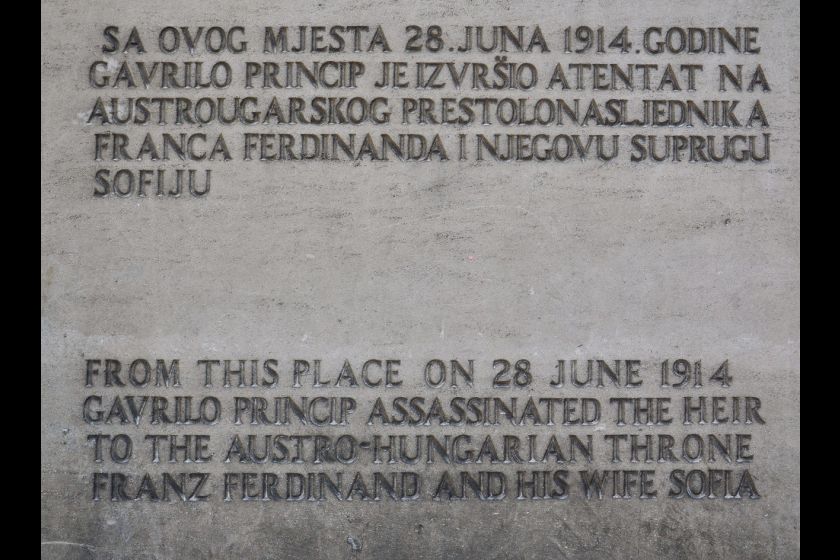 SA OVOG MJESTA 28.JUNA 1914.GODINE
GAVRILO PRINCIP JE IZVRŠIO ATENTAT NA
AUSTROUGARSKOG PRESTOLONASLJEDNIKA
FRANCA FERDINANDA I NJEGOVU SUPRUGU
SOFIJU
FROM THIS PLACE ON 28 JUNE 1914
GAVRILO PRINCIP ASSASSINATED THE HEIR
TO THE AUSTRO-HUNGARIAN THRONE
FRANZ FERDINAND AND HIS WIFE SOFIA